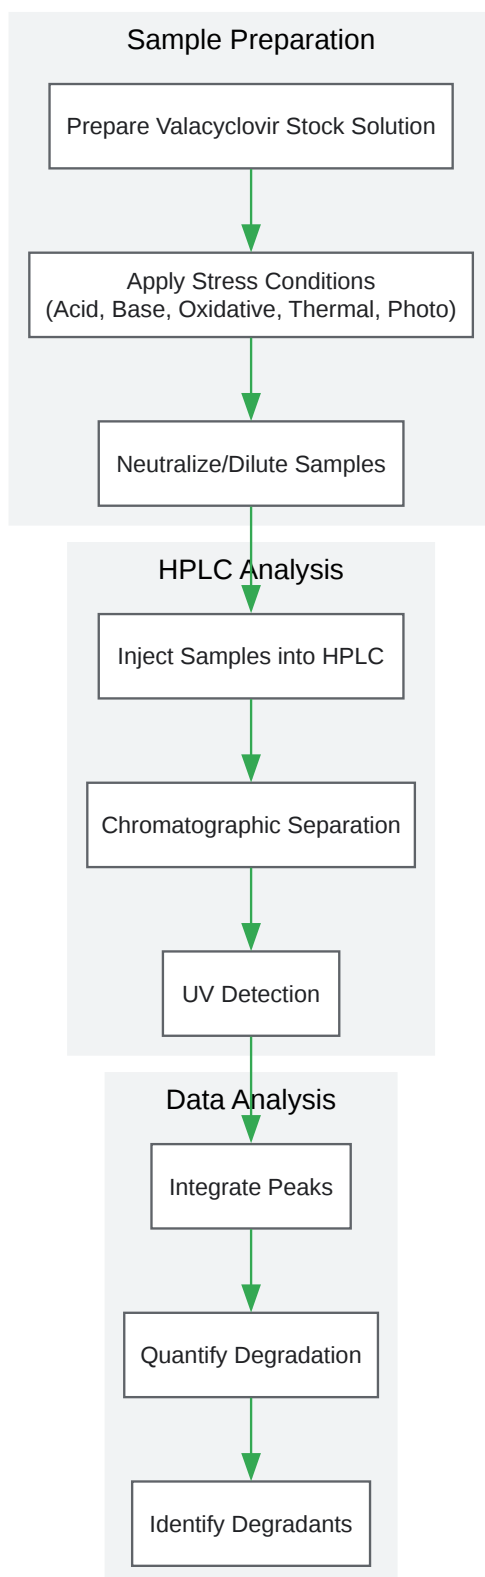 Sample Preparation
Prepare Valacyclovir Stock Solution
Apply Stress Conditions
(Acid, Base, Oxidative, Thermal, Photo)
Neutralize/Dilute Samples
HPLC Analysis
Inject Samples into HPLC
Chromatographic Separation
UV Detection
Data Analysis
Integrate Peaks
Quantify Degradation
Identify Degradants